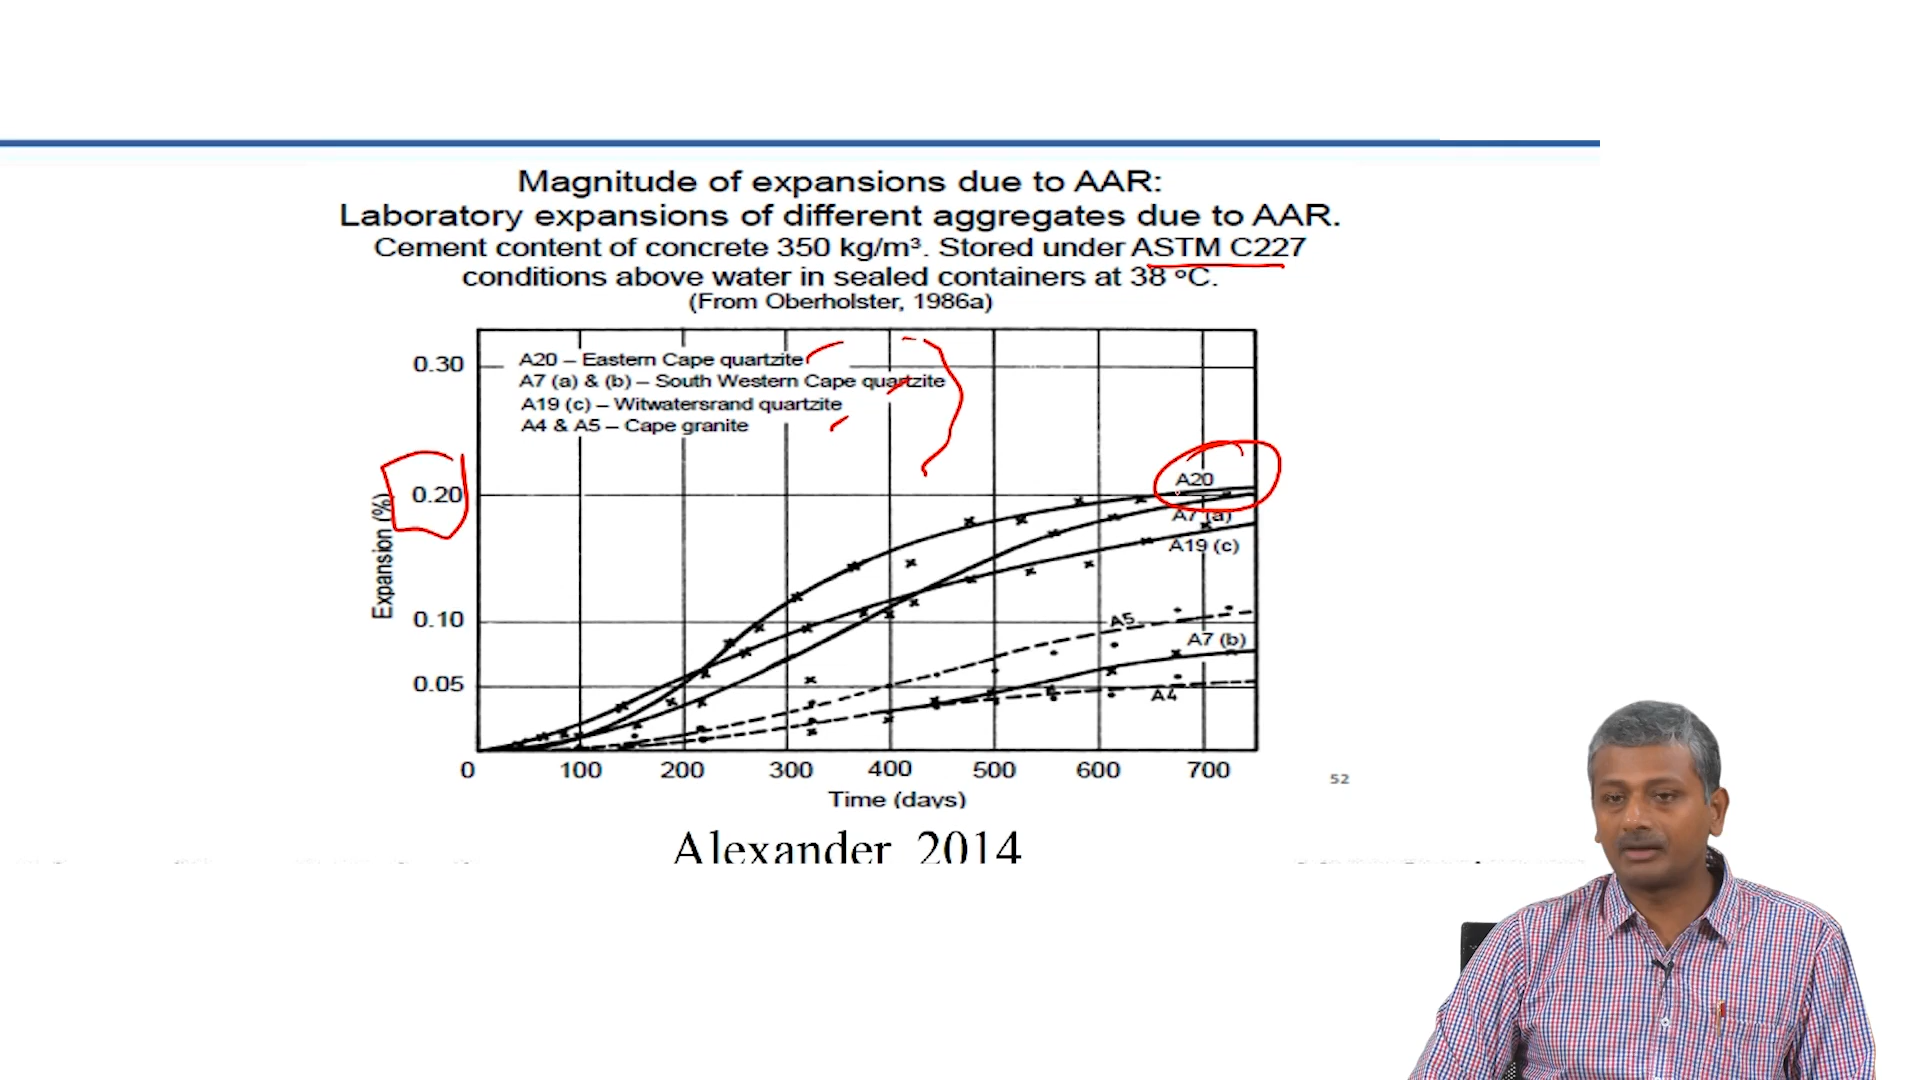 Magnitude of expansions due to AAR:
Laboratory expansions of different aggregates due to AAR.
Cement content of concrete 350 kg/m³. Stored under ASTM C227
conditions above water in sealed containers at 38 °C.
(From Oberholster, 1986a)
A20 – Eastern Cape quartzite
A7 (a) & (b) – South Western Cape quartzite
A19 (c) – Witwatersrand quartzite
A4 & A5 – Cape granite
0.30
0.20
0.10
0.05
Expansion (%)
A20
A7 (a)
A19 (c)
A5
A7 (b)
A4
0 100 200 300 400 500 600 700
Time (days)
52
Alexander 2014